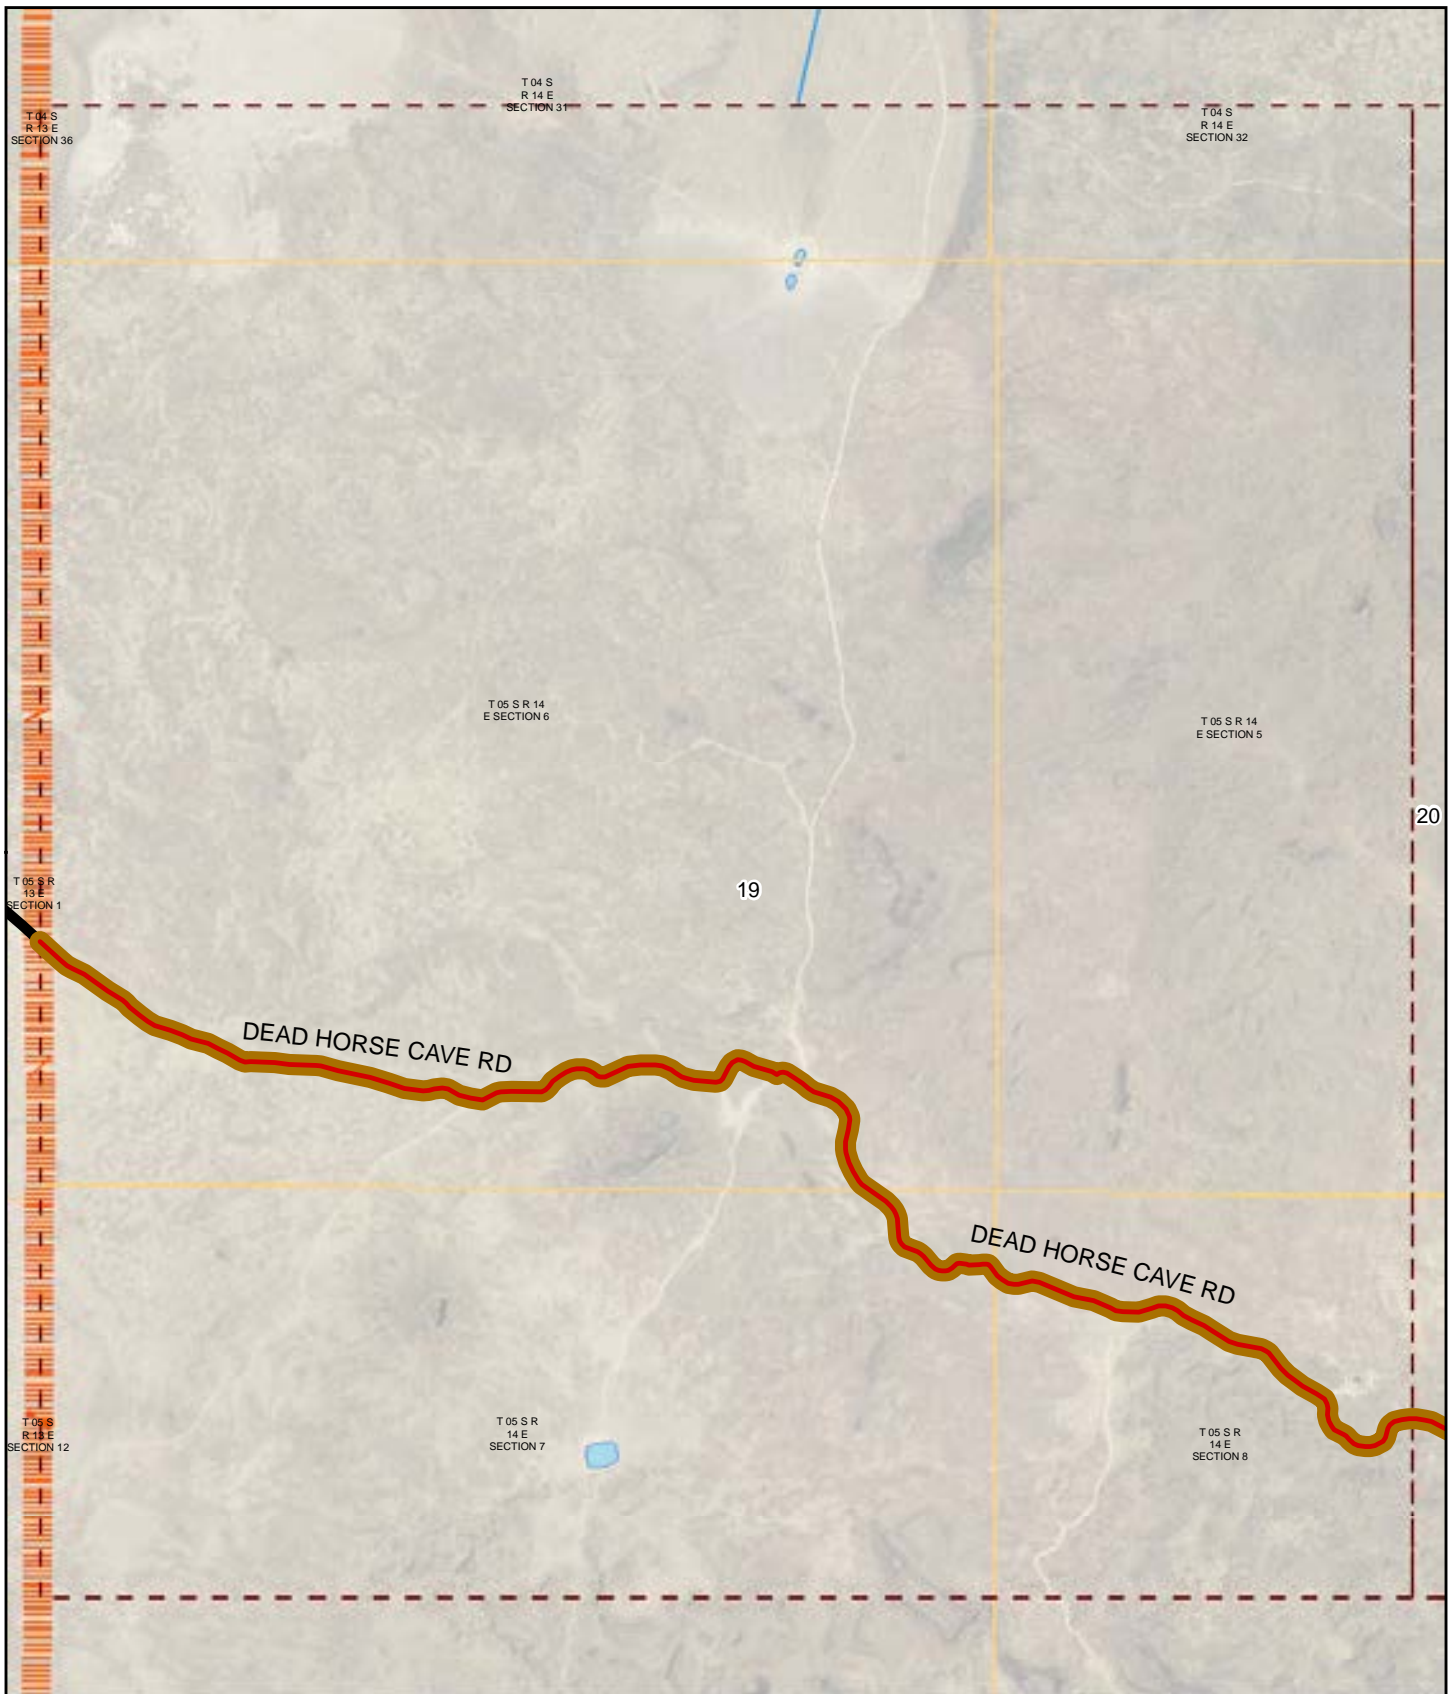 T 04 S
R 14 E
SECTION 31
T 04 S
R 13 E
SECTION 36
T 04 S
R 14 E
SECTION 32
T 05 S R 14
E SECTION 6
T 05 S R 14
E SECTION 5
20
T 05 S R
13 E
SECTION 1
19
DEAD HORSE CAVE RD
DEAD HORSE CAVE RD
T 05 S
R 13 E
SECTION 12
T 05 S R
14 E
SECTION 7
T 05 S R
14 E
SECTION 8